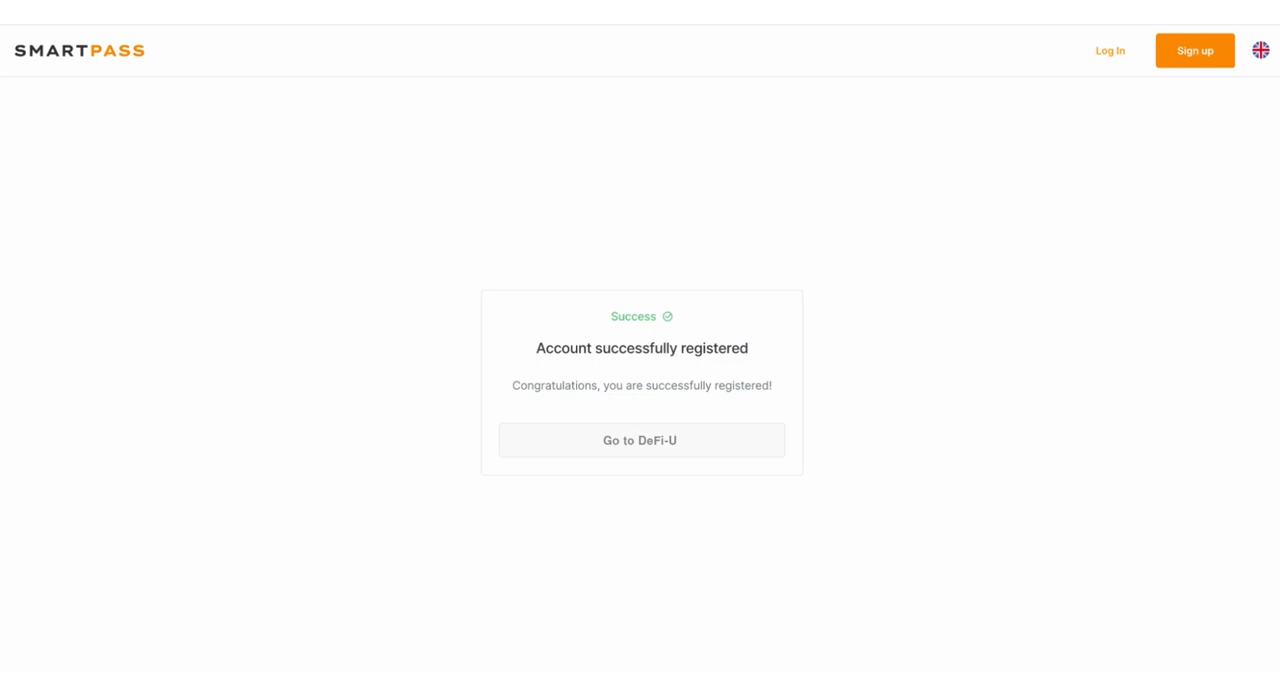 SMARTPASS
Log In
Sign up
Success
Account successfully registered
Congratulations, you are successfully registered!
Go to DeFi-U